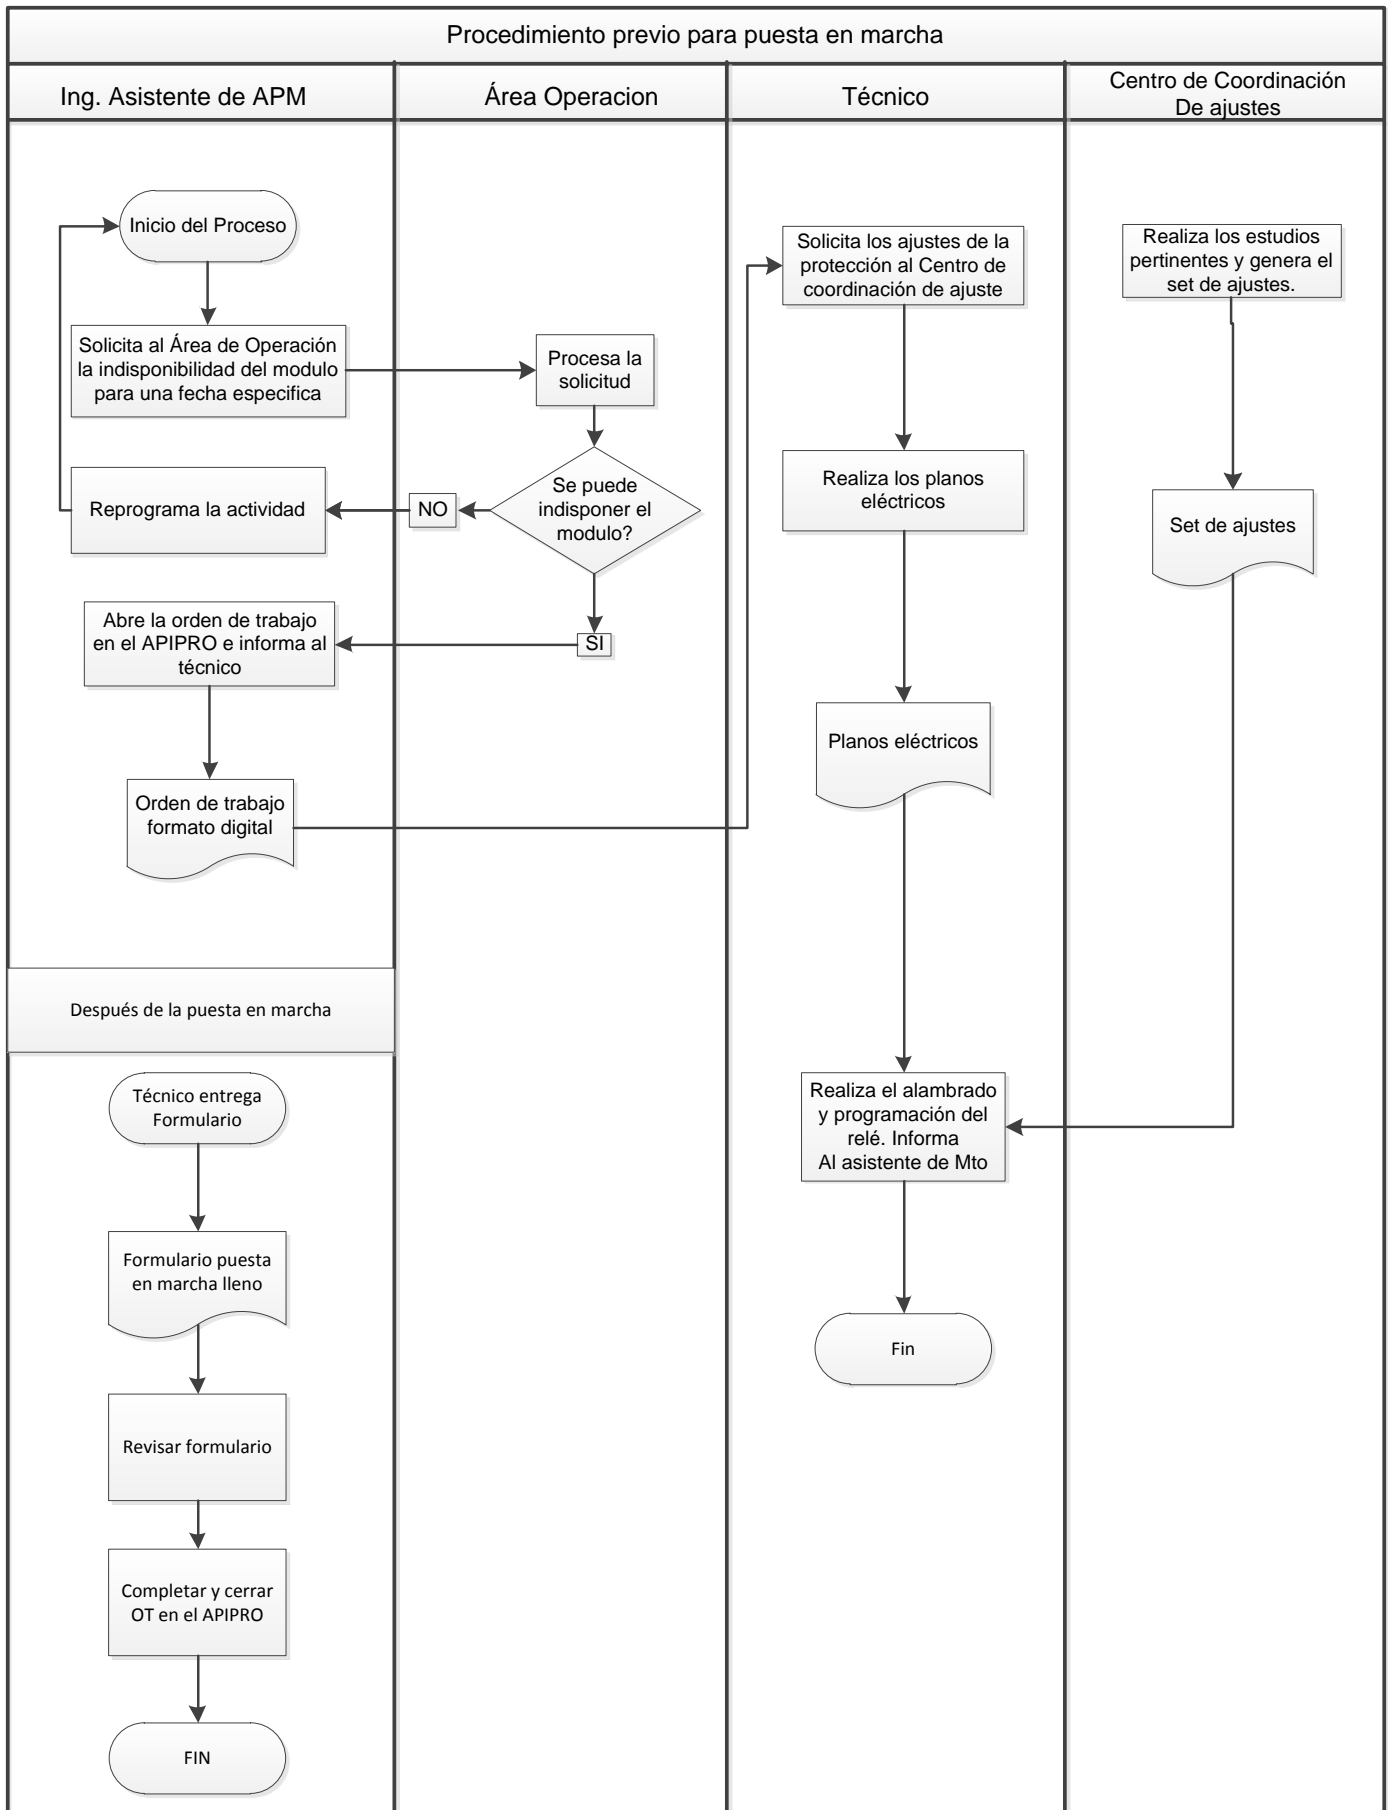 Procedimiento previo para puesta en marcha
Ing. Asistente de APM
Área Operacion
Técnico
Centro de Coordinación
De ajustes
Inicio del Proceso
Solicita al Área de Operación
la indisponibilidad del modulo
para una fecha especifica
Reprograma la actividad
Abre la orden de trabajo
en el APIPRO e informa al
técnico
Orden de trabajo
formato digital
Procesa la
solicitud
Se puede
indisponer el
modulo?
NO
SI
Solicita los ajustes de la
protección al Centro de
coordinación de ajuste
Realiza los planos
eléctricos
Planos eléctricos
Realiza el alambrado
y programación del
relé. Informa
Al asistente de Mto
Fin
Realiza los estudios
pertinentes y genera el
set de ajustes.
Set de ajustes
Después de la puesta en marcha
Técnico entrega
Formulario
Formulario puesta
en marcha lleno
Revisar formulario
Completar y cerrar
OT en el APIPRO
FIN